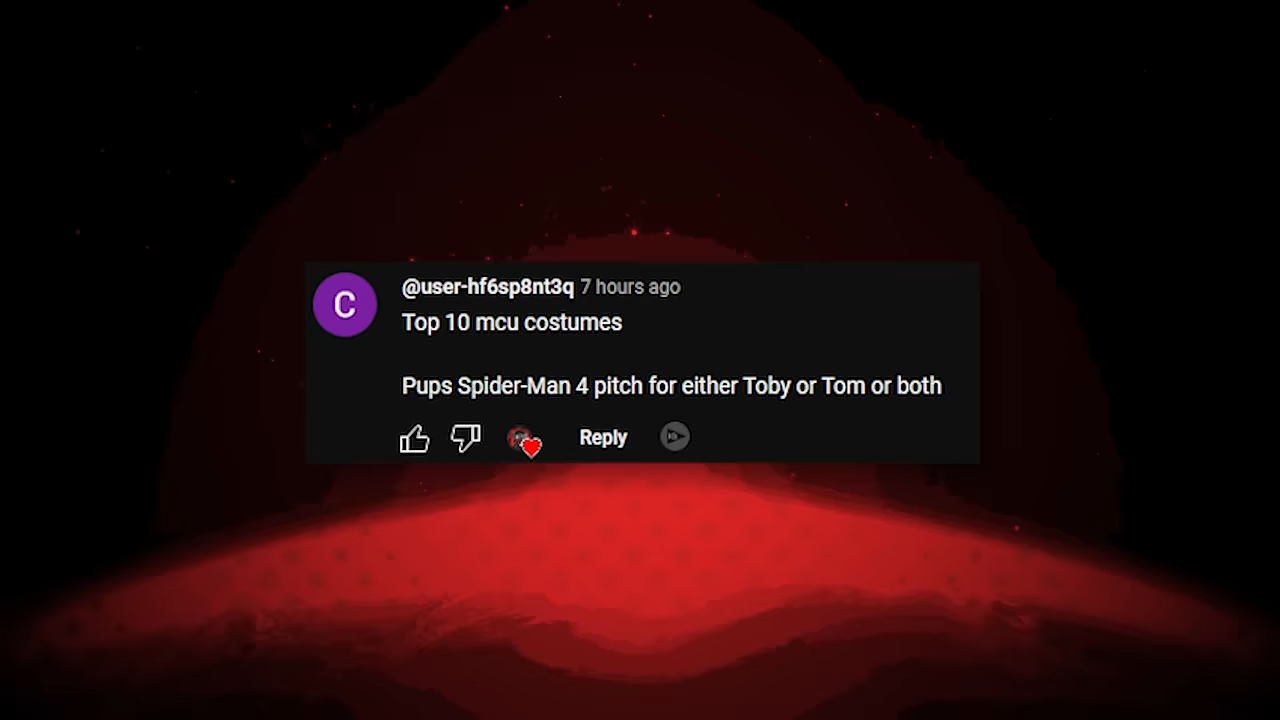 C
@user-hf6sp8nt3q 7 hours ago
Top 10 mcu costumes
Pups Spider-Man 4 pitch for either Toby or Tom or both
Reply